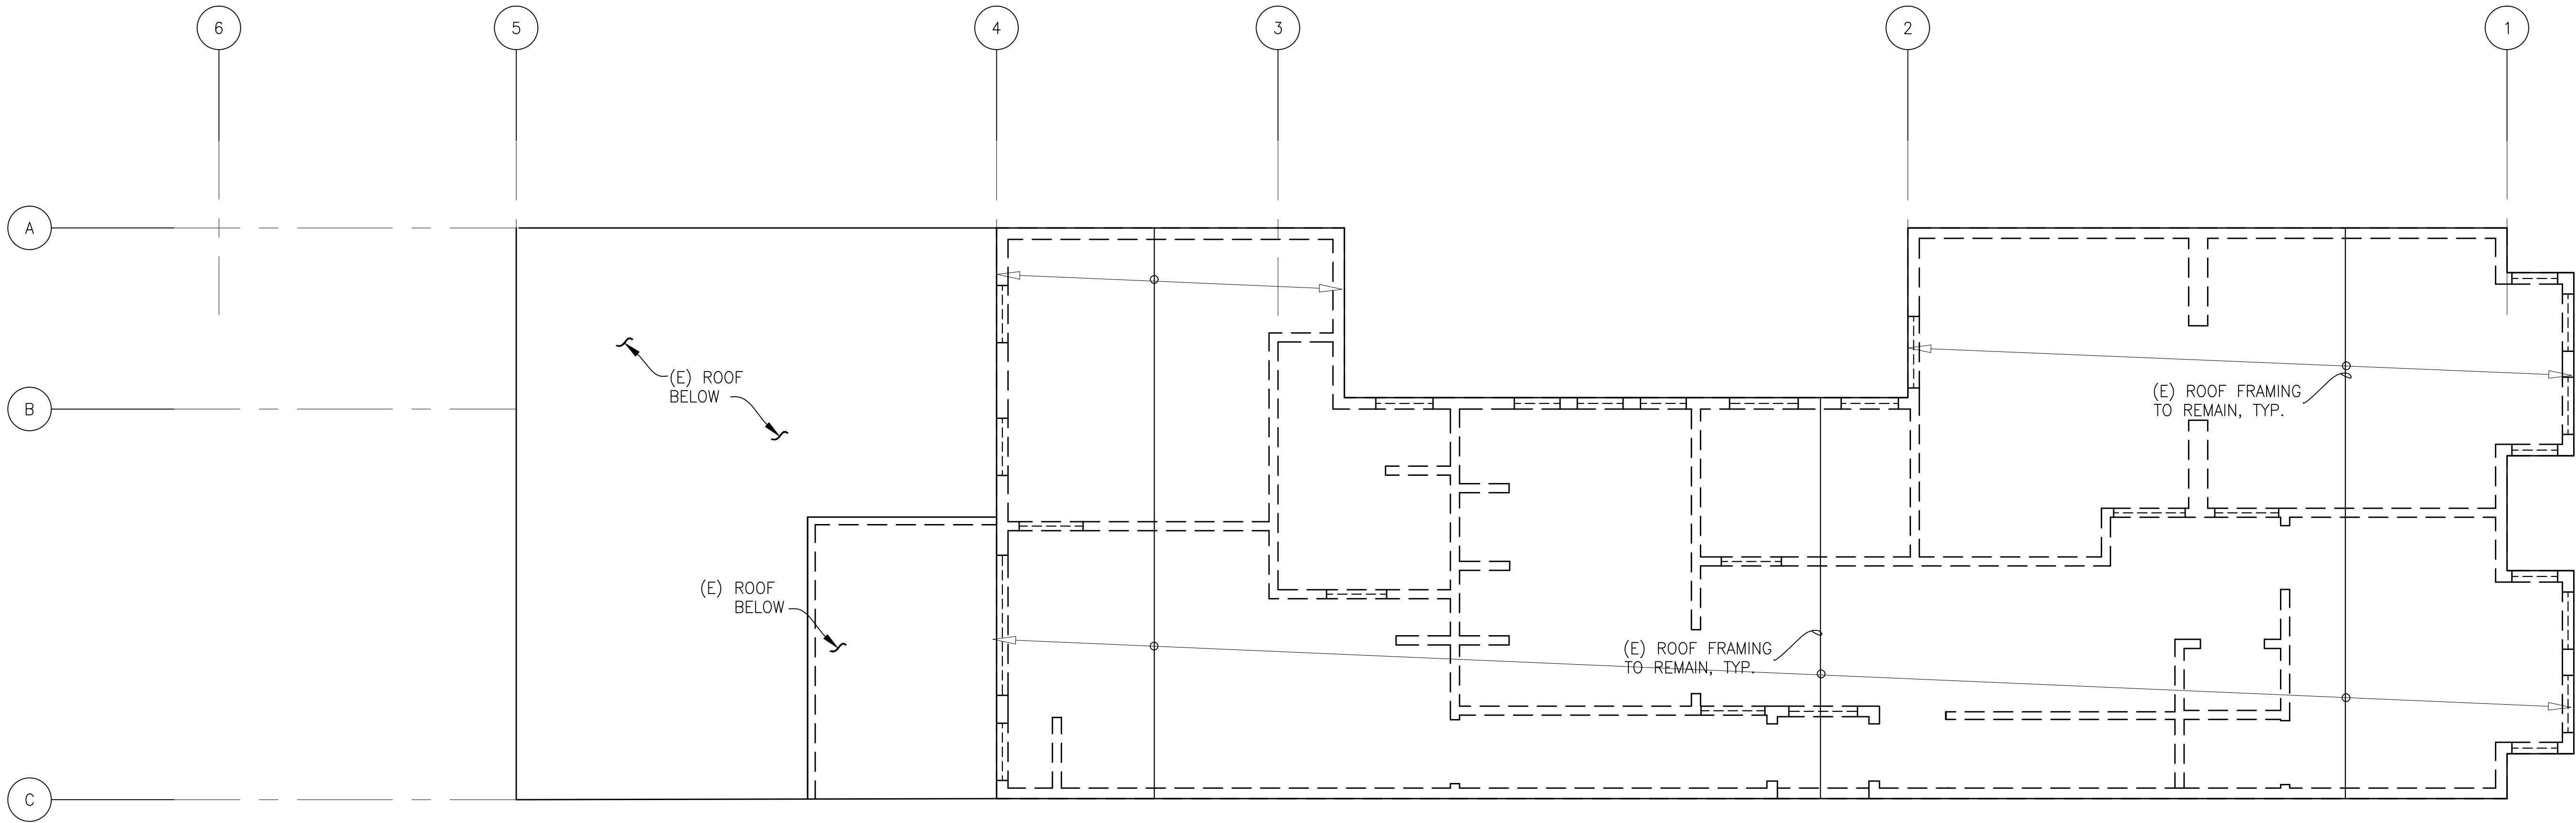 6
5
4
3
2
1
A
B
C
(E) ROOF
BELOW
(E) ROOF FRAMING
TO REMAIN, TYP.
(E) ROOF
BELOW
(E) ROOF FRAMING
TO REMAIN, TYP.